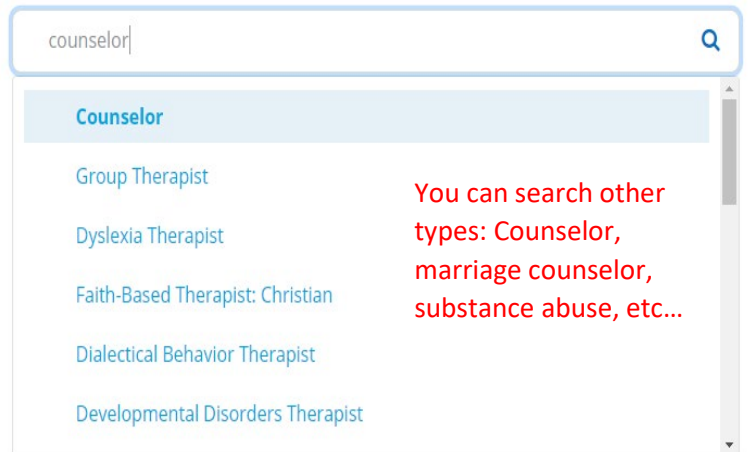 counselor
Counselor
Group Therapist
Dyslexia Therapist
Faith-Based Therapist: Christian
Dialectical Behavior Therapist
Developmental Disorders Therapist
You can search other
types: Counselor,
marriage counselor,
substance abuse, etc…